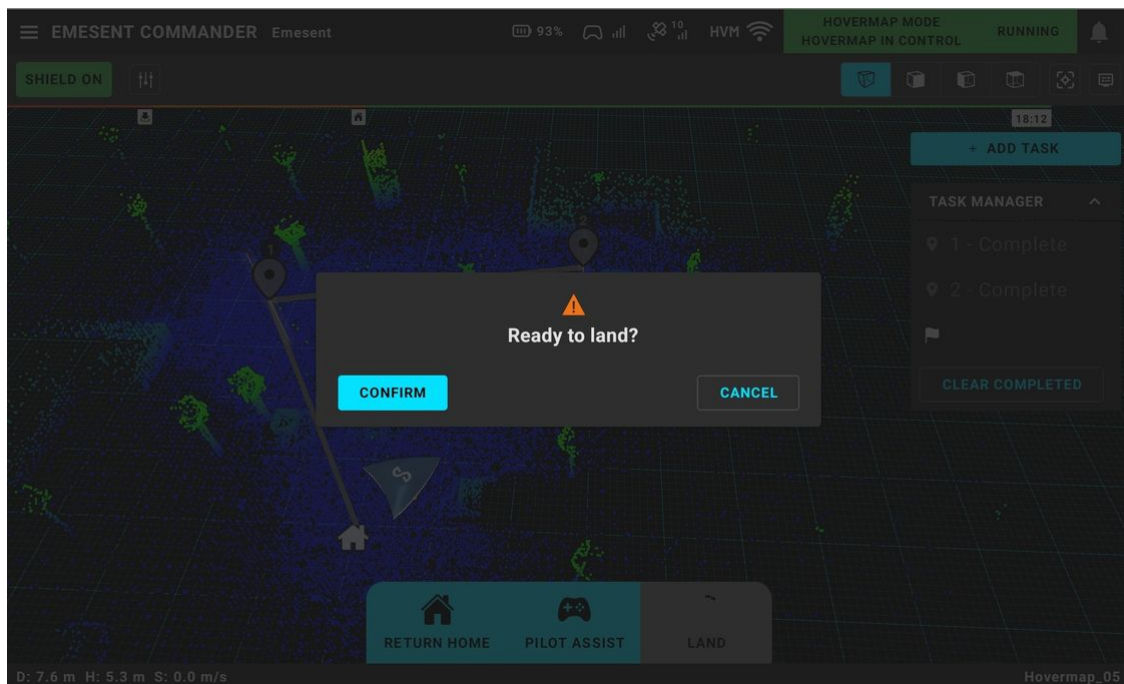 EMESENT COMMANDER Emesent
93%
10
HVM
HOVERMAP MODE
HOVERMAP IN CONTROL
RUNNING
SHIELD ON
18:12
+ ADD TASK
TASK MANAGER
1 - Complete
2 - Complete
CLEAR COMPLETED
1
2
Ready to land?
CONFIRM
CANCEL
S
RETURN HOME
PILOT ASSIST
LAND
D: 7.6 m H: 5.3 m S: 0.0 m/s
Hovermap_05